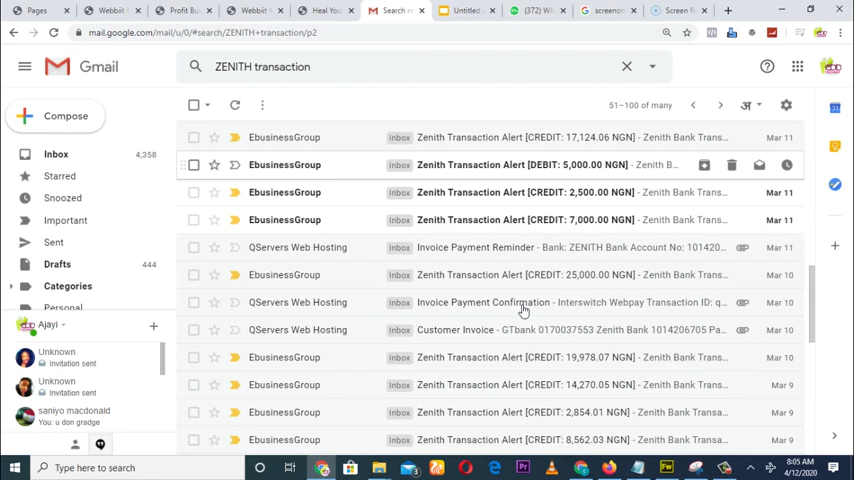 Pages
Webbiit
Profit Bu
Webbiit
Heal You
Search re
Untitled
(372) Wh
screenon
Screen Re
mail.google.com/mail/u/0/#search/ZENITH+transaction/p2
Gmail
ZENITH transaction
Compose
51–100 of many
अ
Inbox
4,358
Starred
Snoozed
Important
Sent
Drafts
444
Categories
Personal
Ajayi
Unknown
Invitation sent
Unknown
Invitation sent
saniyo macdonald
You: u don gradge
EbusinessGroup Inbox Zenith Transaction Alert [CREDIT: 17,124.06 NGN] - Zenith Bank Trans... Mar 11
EbusinessGroup Inbox Zenith Transaction Alert [DEBIT: 5,000.00 NGN] - Zenith B...
EbusinessGroup Inbox Zenith Transaction Alert [CREDIT: 2,500.00 NGN] - Zenith Bank Trans... Mar 11
EbusinessGroup Inbox Zenith Transaction Alert [CREDIT: 7,000.00 NGN] - Zenith Bank Trans... Mar 11
QServers Web Hosting Inbox Invoice Payment Reminder - Bank: ZENITH Bank Account No: 101420... Mar 11
EbusinessGroup Inbox Zenith Transaction Alert [CREDIT: 25,000.00 NGN] - Zenith Bank Trans... Mar 10
QServers Web Hosting Inbox Invoice Payment Confirmation - Interswitch Webpay Transaction ID: q... Mar 10
QServers Web Hosting Inbox Customer Invoice - GTbank 0170037553 Zenith Bank 1014206705 Pa... Mar 10
EbusinessGroup Inbox Zenith Transaction Alert [CREDIT: 19,978.07 NGN] - Zenith Bank Trans... Mar 10
EbusinessGroup Inbox Zenith Transaction Alert [CREDIT: 14,270.05 NGN] - Zenith Bank Trans... Mar 9
EbusinessGroup Inbox Zenith Transaction Alert [CREDIT: 2,854.01 NGN] - Zenith Bank Trans... Mar 9
EbusinessGroup Inbox Zenith Transaction Alert [CREDIT: 8,562.03 NGN] - Zenith Bank Trans... Mar 9
Type here to search
8:05 AM
4/12/2020